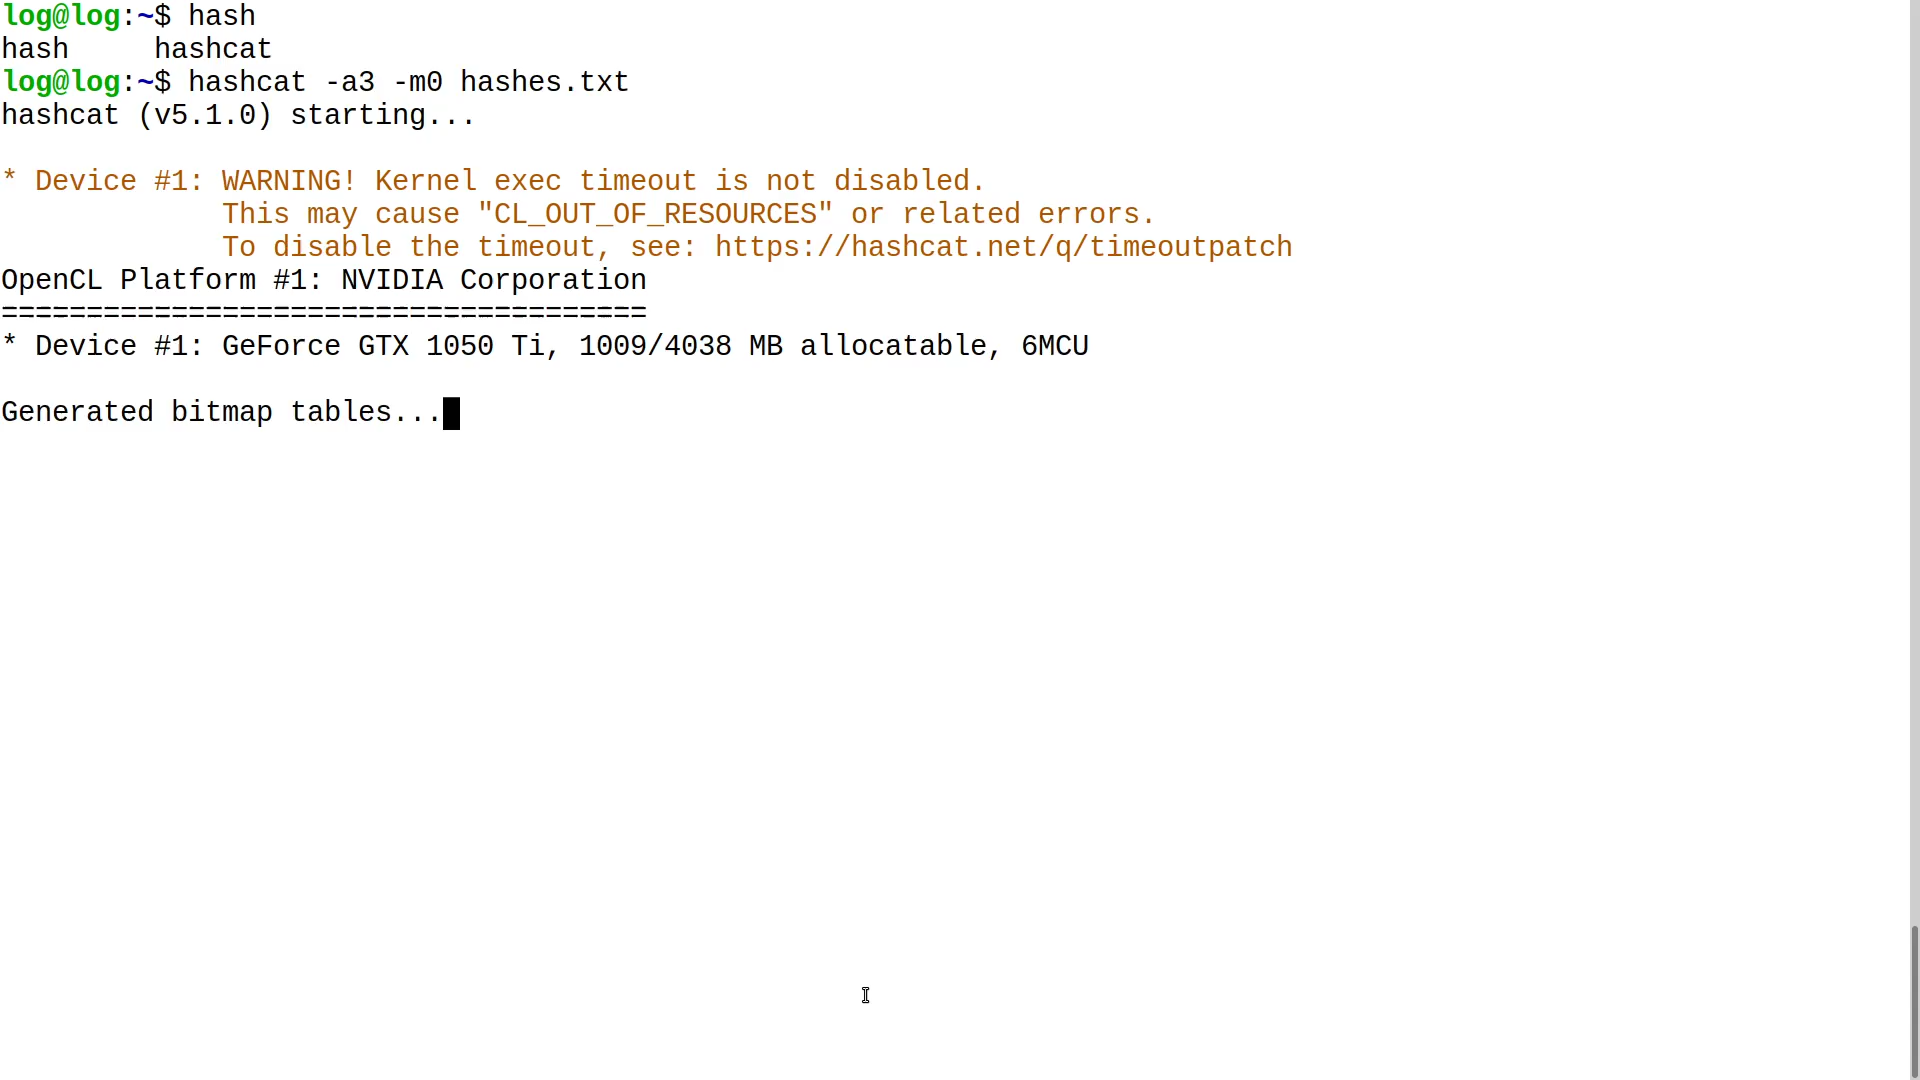 log@log:~$ hash
hash     hashcat
log@log:~$ hashcat -a3 -m0 hashes.txt
hashcat (v5.1.0) starting...

* Device #1: WARNING! Kernel exec timeout is not disabled.
             This may cause "CL_OUT_OF_RESOURCES" or related errors.
             To disable the timeout, see: https://hashcat.net/q/timeoutpatch
OpenCL Platform #1: NVIDIA Corporation
======================================
* Device #1: GeForce GTX 1050 Ti, 1009/4038 MB allocatable, 6MCU

Generated bitmap tables...